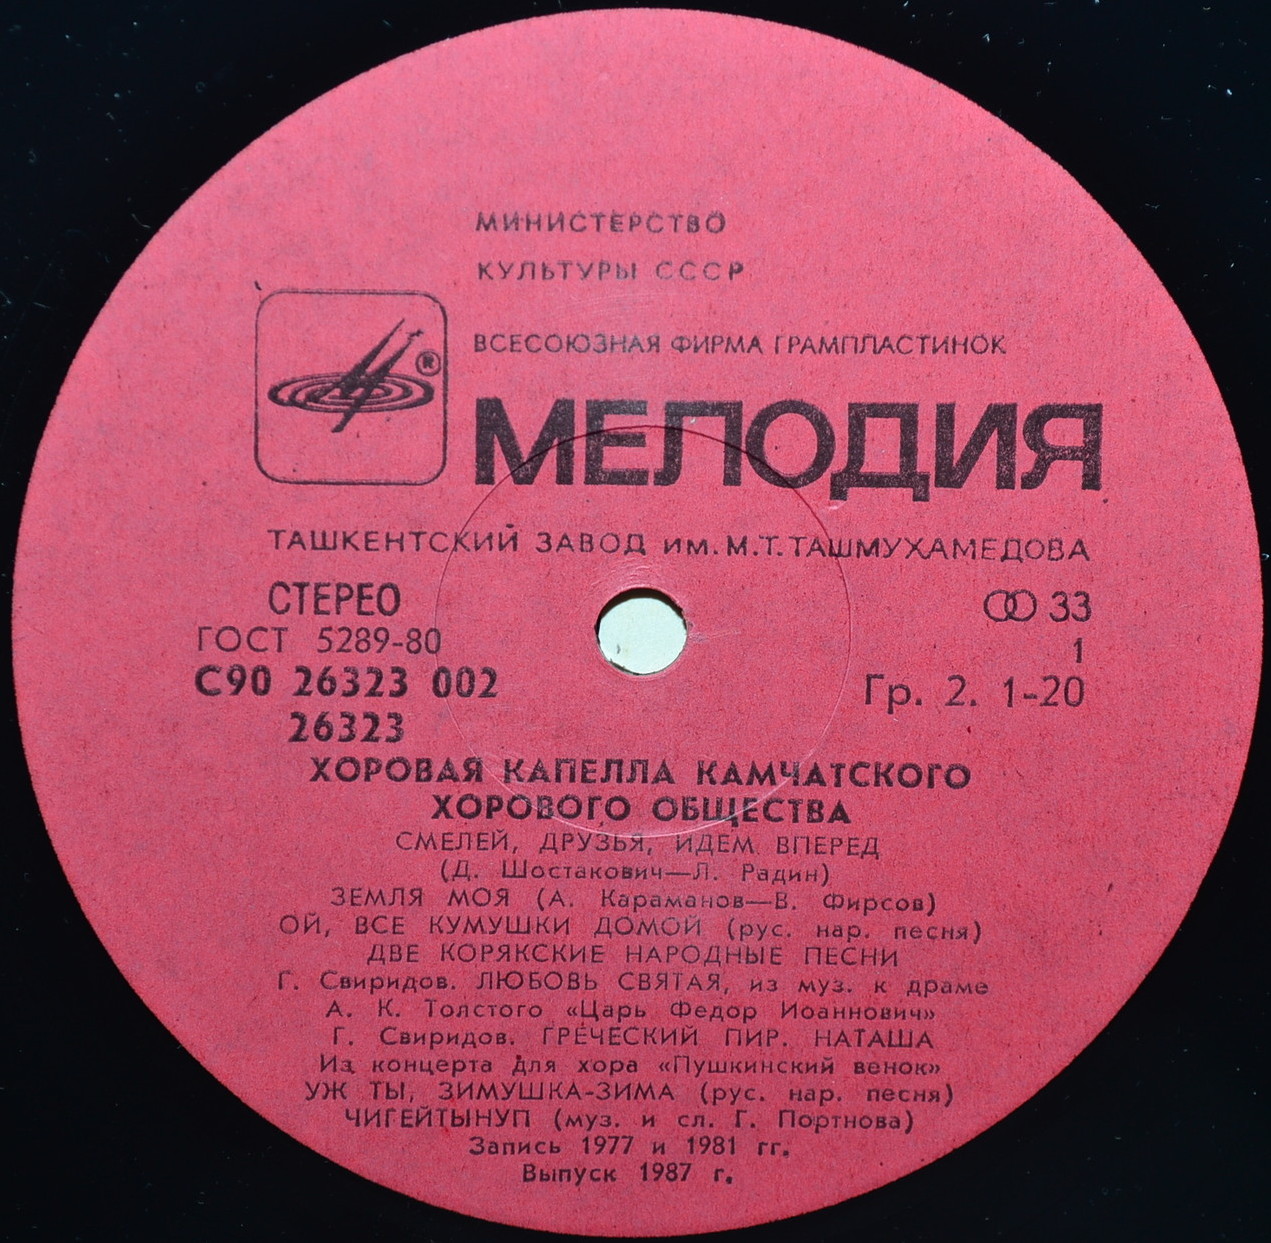 МИНИСТЕРСТВО
КУЛЬТУРЫ СССР
ВСЕСОЮЗНАЯ ФИРМА ГРАМПЛАСТИНОК
®
МЕЛОДИЯ
ТАШКЕНТСКИЙ ЗАВОД им. М.Т. ТАШМУХАМЕДОВА
СТЕРЕО
33
ГОСТ 5289-80
1
С90 26323 002
Гр. 2. 1-20
26323
ХОРОВАЯ КАПЕЛЛА КАМЧАТСКОГО
ХОРОВОГО ОБЩЕСТВА
СМЕЛЕЙ, ДРУЗЬЯ, ИДЕМ ВПЕРЕД
(Д. Шостакович—Л. Радин)
ЗЕМЛЯ МОЯ (А. Караманов—В. Фирсов)
ОЙ, ВСЕ КУМУШКИ ДОМОЙ (рус. нар. песня)
ДВЕ КОРЯКСКИЕ НАРОДНЫЕ ПЕСНИ
Г. Свиридов. ЛЮБОВЬ СВЯТАЯ, из муз. к драме
А. К. Толстого «Царь Федор Иоаннович»
Г. Свиридов. ГРЕЧЕСКИЙ ПИР. НАТАША
Из концерта для хора «Пушкинский венок»
УЖ ТЫ, ЗИМУШКА-ЗИМА (рус. нар. песня)
ЧИГЕЙТЫНУП (муз. и сл. Г. Портнова)
Запись 1977 и 1981 гг.
Выпуск 1987 г.